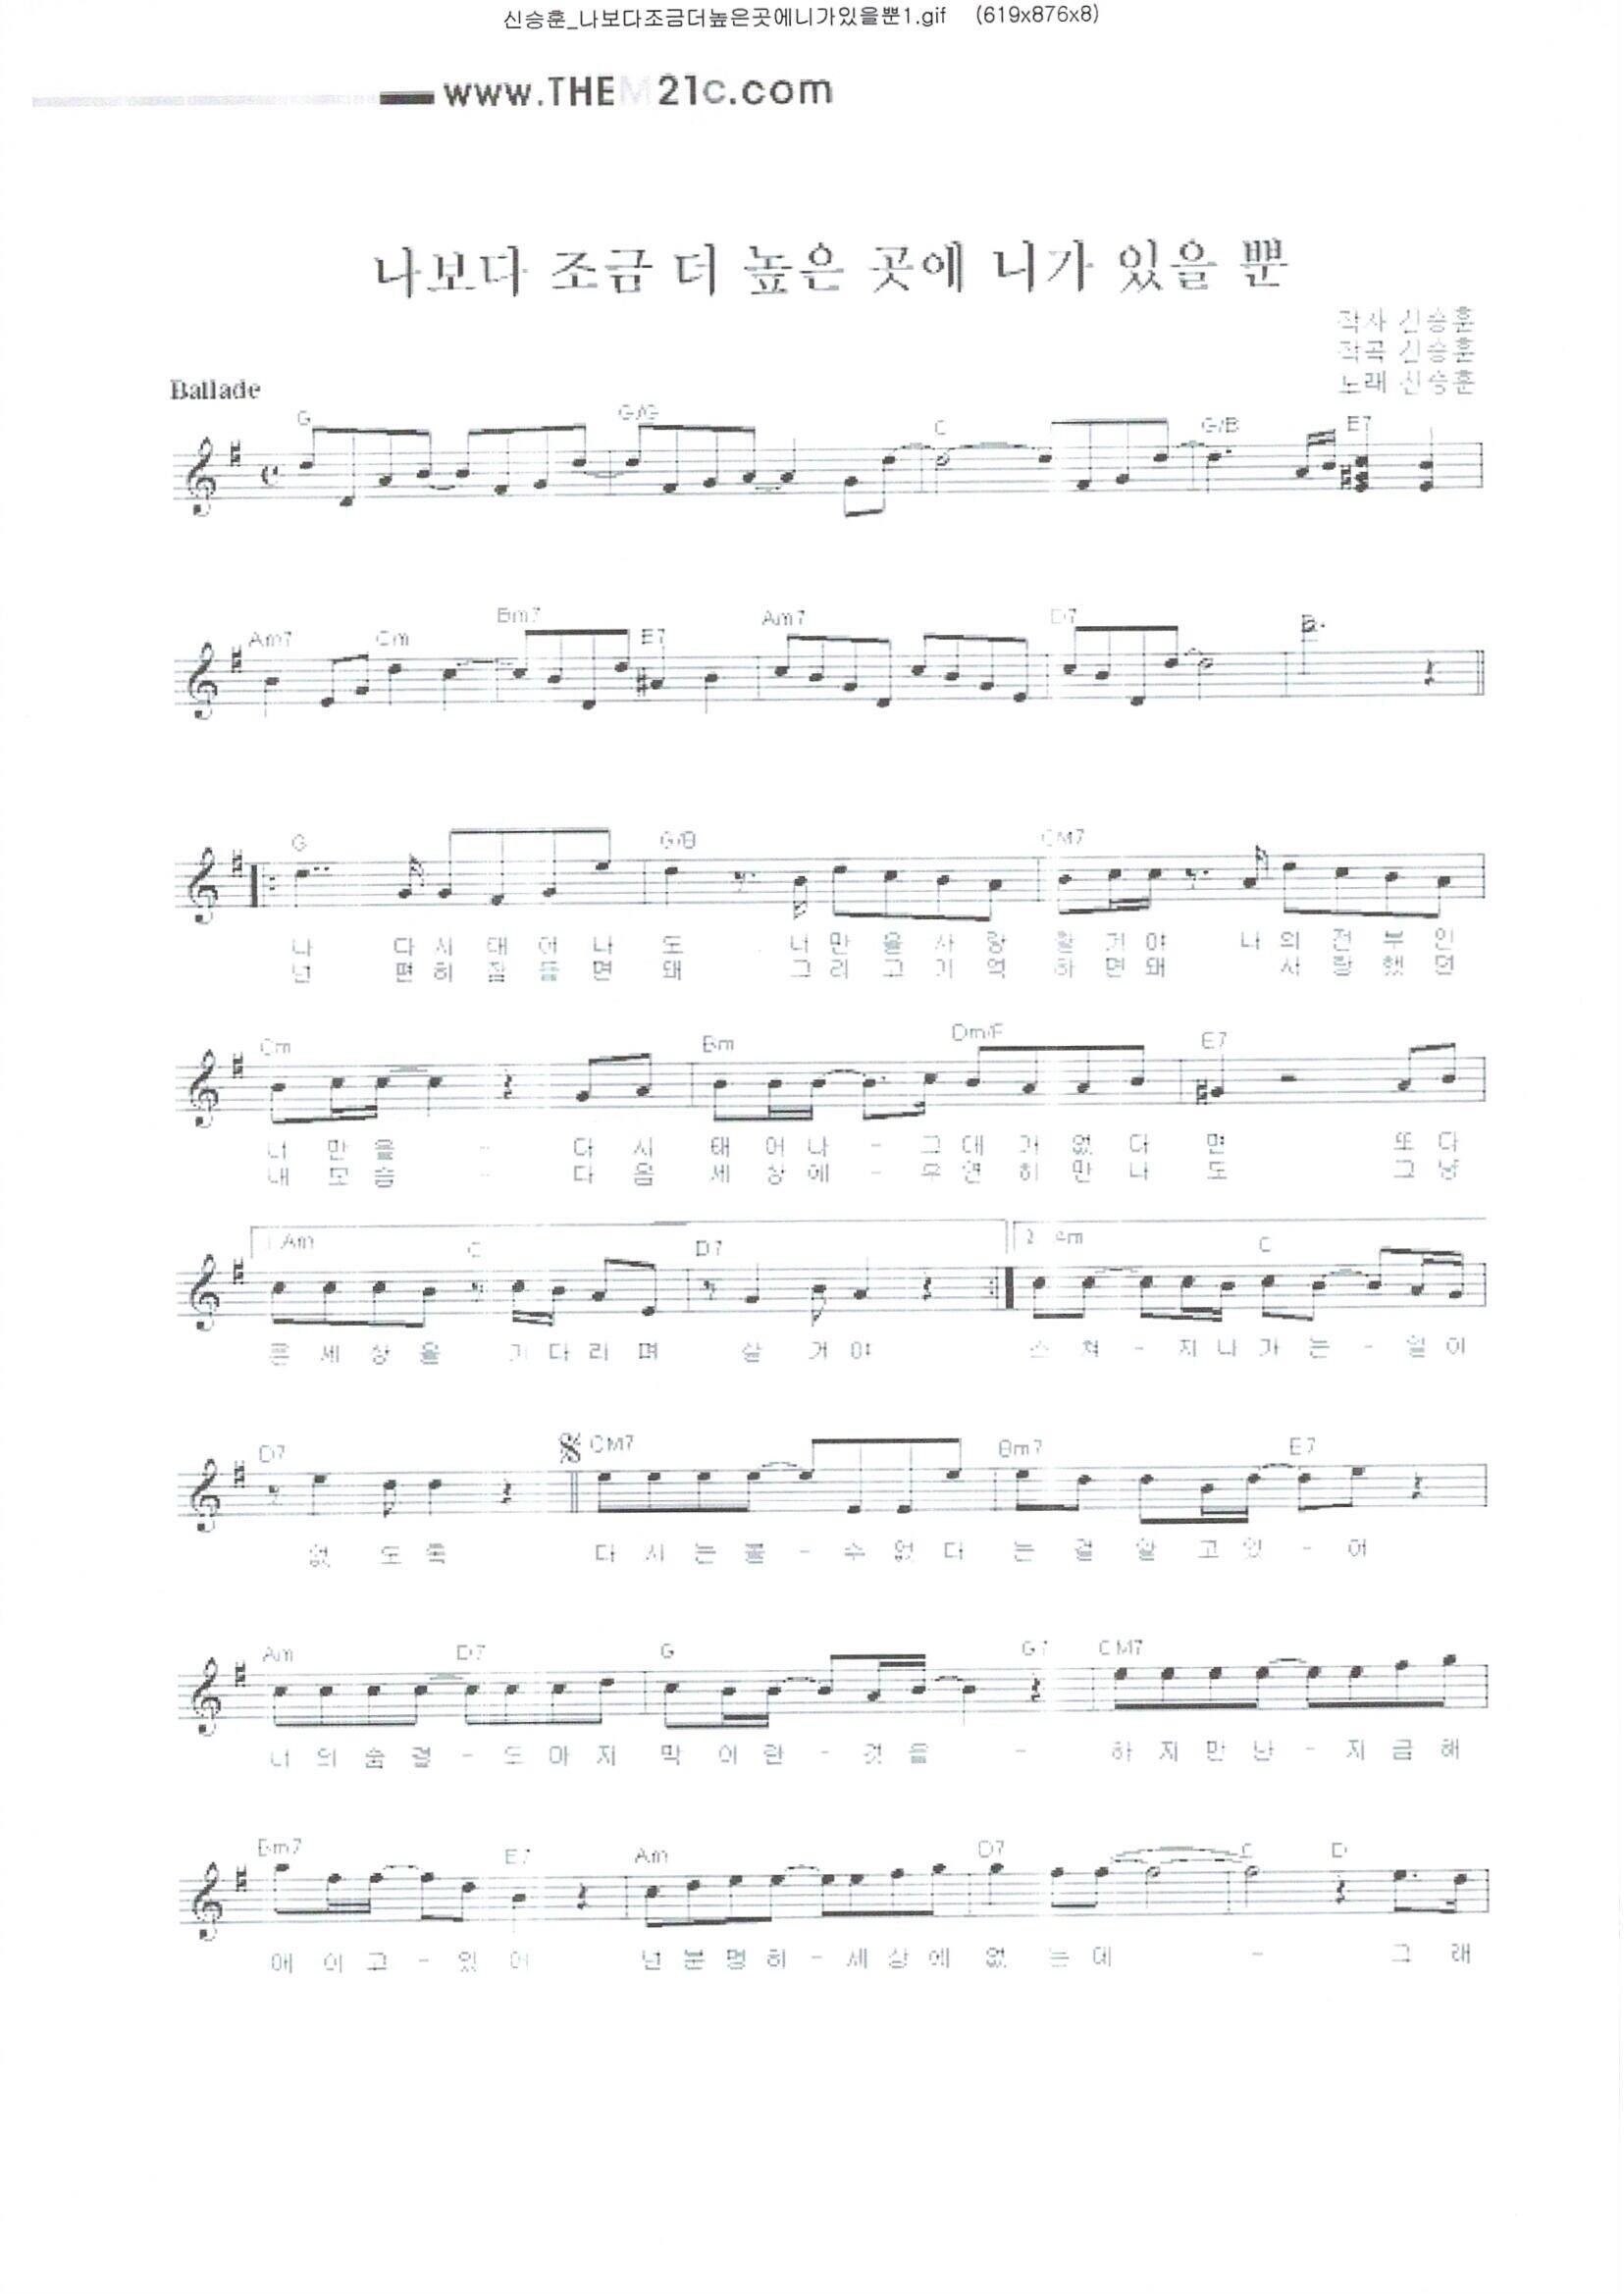 신승훈_나보다조금더높은곳에니가있을뿐1.gif (619x876x8)
www.THEM21c.com
나보다 조금 더 높은 곳에 니가 있을 뿐
작사 신승훈
작곡 신승훈
노래 신승훈
Ballade
G C G/B E7
Am7 Cm Bm7 E7 Am7 D7
G G/B CM7
나 다 시 태 어 나 도 너 만 을 사 랑 할 거 야 나 의 전 부 인
넌 편 히 잠 들 면 돼 그 리 고 기 억 하 면 돼 사 랑 했 던
Cm Bm Dm/F E7
너 만 을 - 다 시 태 어 나 - 그 대 가 없 다 면 또 다
내 모 습 - 다 음 세 상 에 - 우 연 히 만 나 도 그 냥
1. Am C D7 2. Am C
른 세 상 을 기 다 리 며 살 거 야 스 쳐 - 지 나 가 는 - 일 이
D7 CM7 Bm7 E7
없 도 록 다 시 는 볼 - 수 없 다 는 걸 알 고 있 - 어
Am D7 G G7 CM7
너 의 숨 결 - 도 마 지 막 이 란 - 것 을 - 하 지 만 난 - 지 금 해
Bm7 E7 Am D7 C D
매 이 고 - 있 어 넌 분 명 히 - 세 상 에 없 는 데 - 그 래